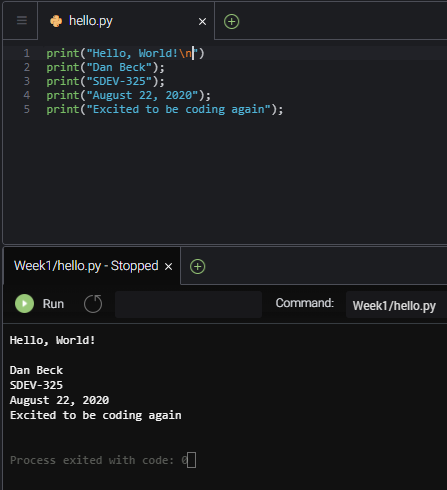 hello.py
1 print("Hello, World!\n")
2 print("Dan Beck");
3 print("SDEV-325");
4 print("August 22, 2020");
5 print("Excited to be coding again");
Week1/hello.py - Stopped
Run Command: Week1/hello.py
Hello, World!
Dan Beck
SDEV-325
August 22, 2020
Excited to be coding again
Process exited with code: 0